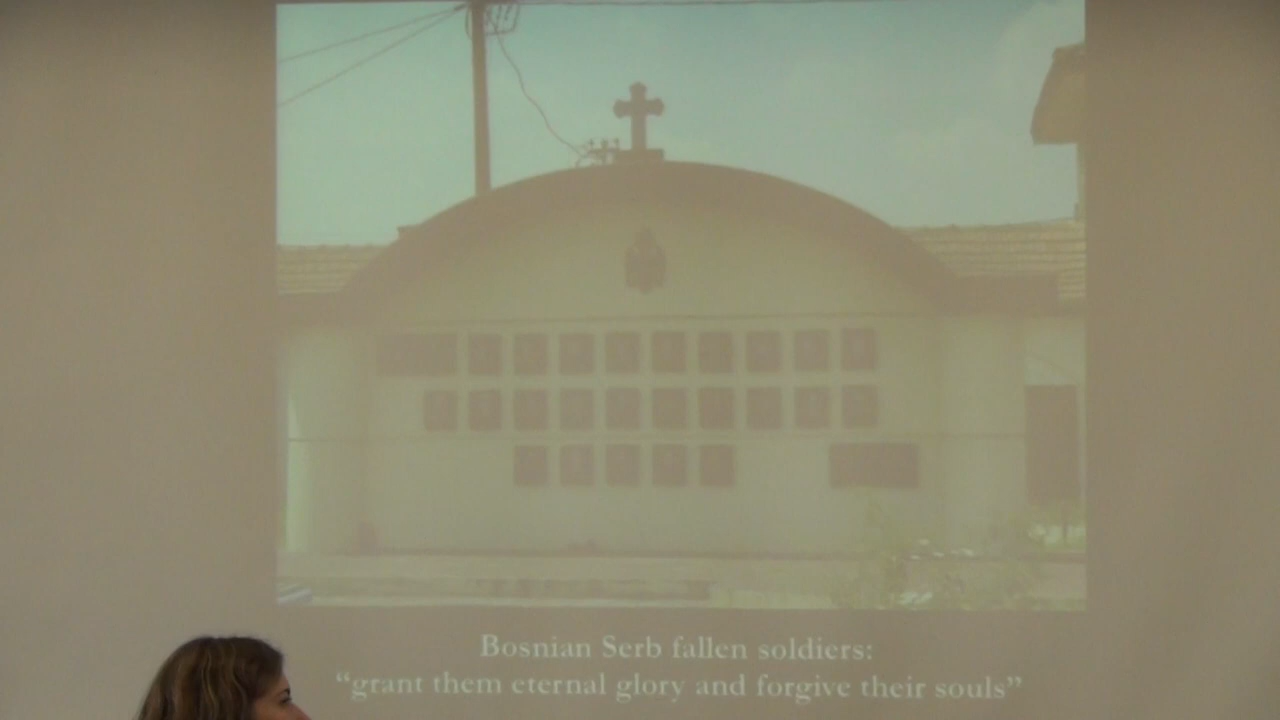 Bosnian Serb fallen soldiers:
“grant them eternal glory and forgive their souls”